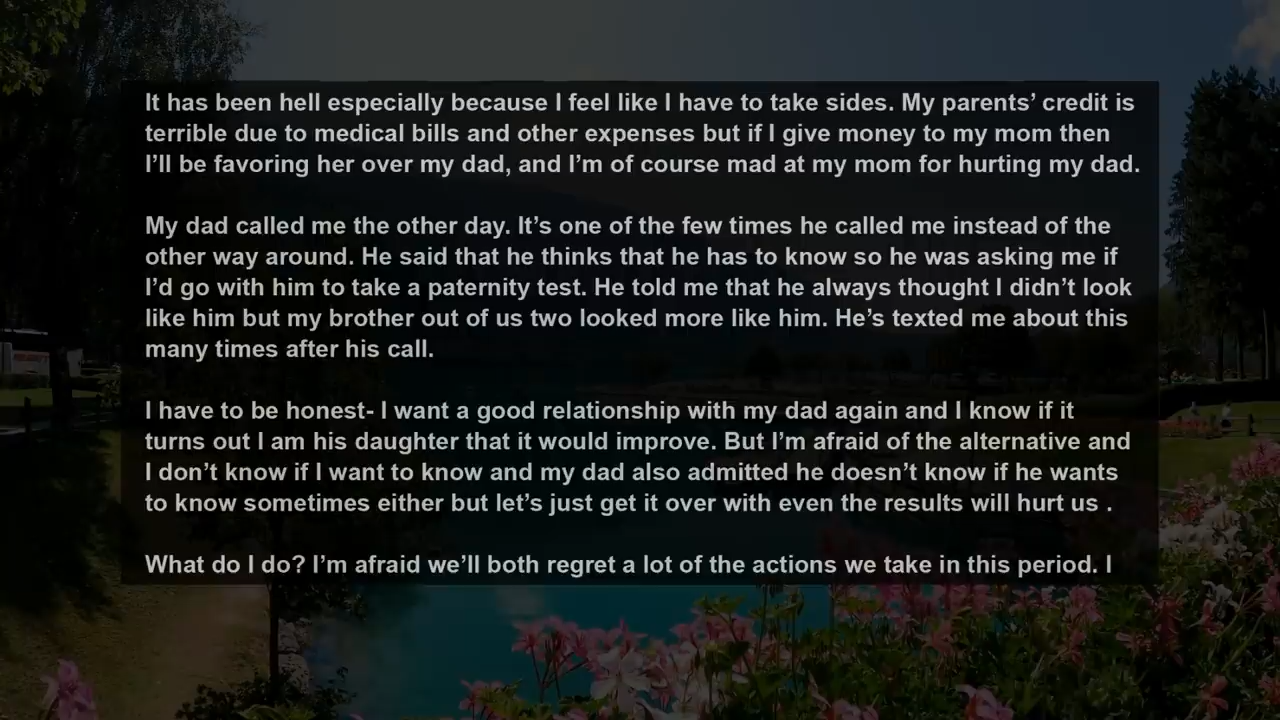 It has been hell especially because I feel like I have to take sides. My parents’ credit is
terrible due to medical bills and other expenses but if I give money to my mom then
I’ll be favoring her over my dad, and I’m of course mad at my mom for hurting my dad.
My dad called me the other day. It’s one of the few times he called me instead of the
other way around. He said that he thinks that he has to know so he was asking me if
I’d go with him to take a paternity test. He told me that he always thought I didn’t look
like him but my brother out of us two looked more like him. He’s texted me about this
many times after his call.
I have to be honest- I want a good relationship with my dad again and I know if it
turns out I am his daughter that it would improve. But I’m afraid of the alternative and
I don’t know if I want to know and my dad also admitted he doesn’t know if he wants
to know sometimes either but let’s just get it over with even the results will hurt us .
What do I do? I’m afraid we’ll both regret a lot of the actions we take in this period. I